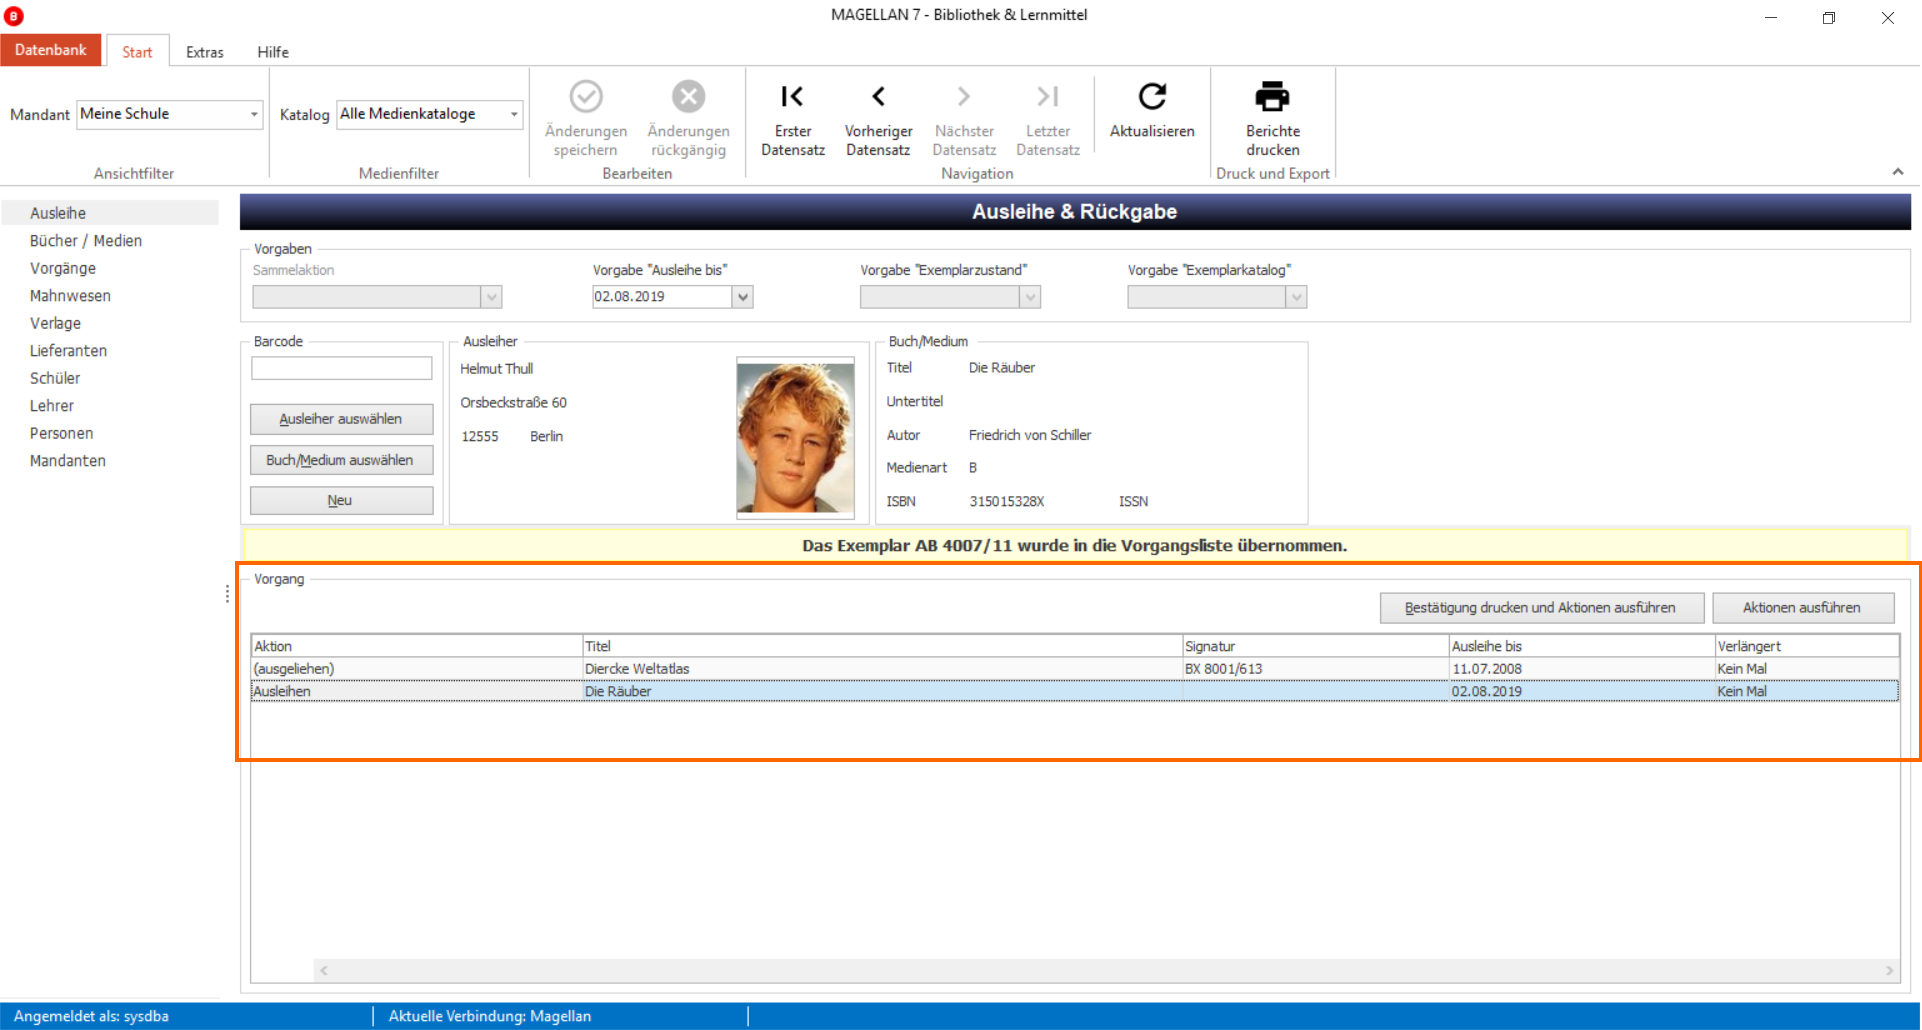 MAGELLAN 7 - Bibliothek & Lernmittel
Datenbank Start Extras Hilfe
Mandant Meine Schule
Ansichtfilter
Katalog Alle Medienkataloge
Medienfilter
Änderungen speichern
Änderungen rückgängig
Bearbeiten
Erster Datensatz
Vorheriger Datensatz
Nächster Datensatz
Letzter Datensatz
Navigation
Aktualisieren
Berichte drucken
Druck und Export
Ausleihe
Bücher / Medien
Vorgänge
Mahnwesen
Verlage
Lieferanten
Schüler
Lehrer
Personen
Mandanten
Ausleihe & Rückgabe
Vorgaben
Sammelaktion
Vorgabe "Ausleihe bis"
02.08.2019
Vorgabe "Exemplarzustand"
Vorgabe "Exemplarkatalog"
Barcode
Ausleiher auswählen
Buch/Medium auswählen
Neu
Ausleiher
Helmut Thull
Orsbeckstraße 60
12555 Berlin
Buch/Medium
Titel Die Räuber
Untertitel
Autor Friedrich von Schiller
Medienart B
ISBN 315015328X ISSN
Das Exemplar AB 4007/11 wurde in die Vorgangsliste übernommen.
Vorgang
Bestätigung drucken und Aktionen ausführen Aktionen ausführen
Aktion Titel Signatur Ausleihe bis Verlängert
(ausgeliehen) Diercke Weltatlas BX 8001/613 11.07.2008 Kein Mal
Ausleihen Die Räuber 02.08.2019 Kein Mal
Angemeldet als: sysdba Aktuelle Verbindung: Magellan